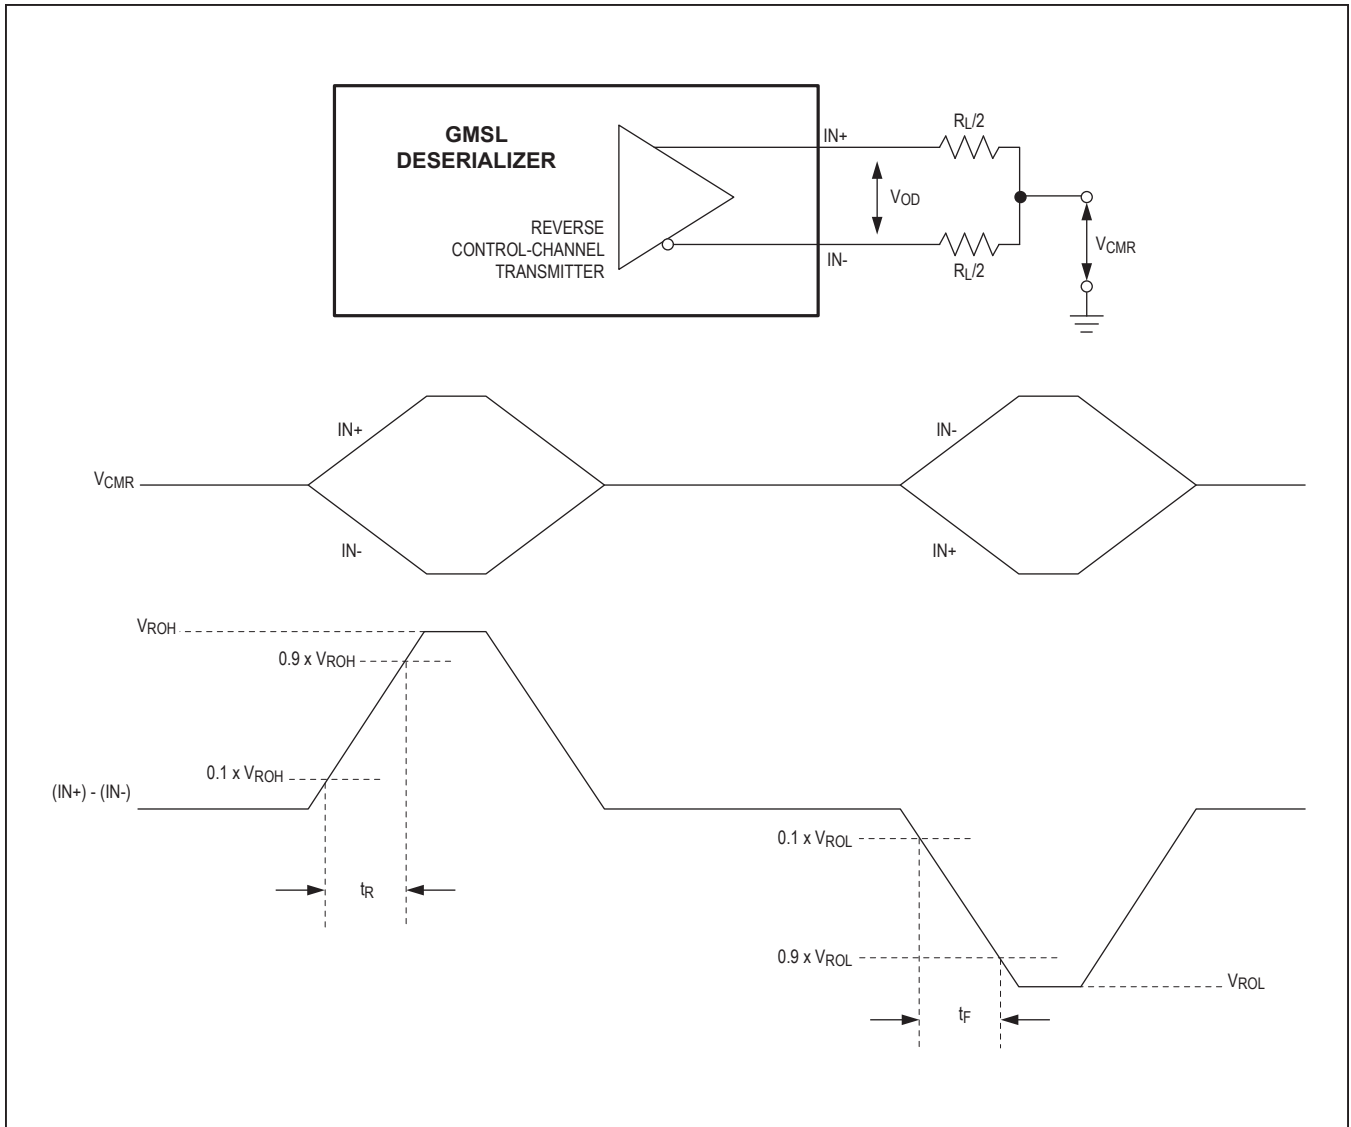 GMSL
DESERIALIZER
REVERSE
CONTROL-CHANNEL
TRANSMITTER
IN+
IN-
RL/2
VOD
RL/2
VCMR
IN+
IN-
VCMR
IN-
IN+
VROH
0.9 x VROH
0.1 x VROH
(IN+) - (IN-)
tR
0.1 x VROL
0.9 x VROL
VROL
tF